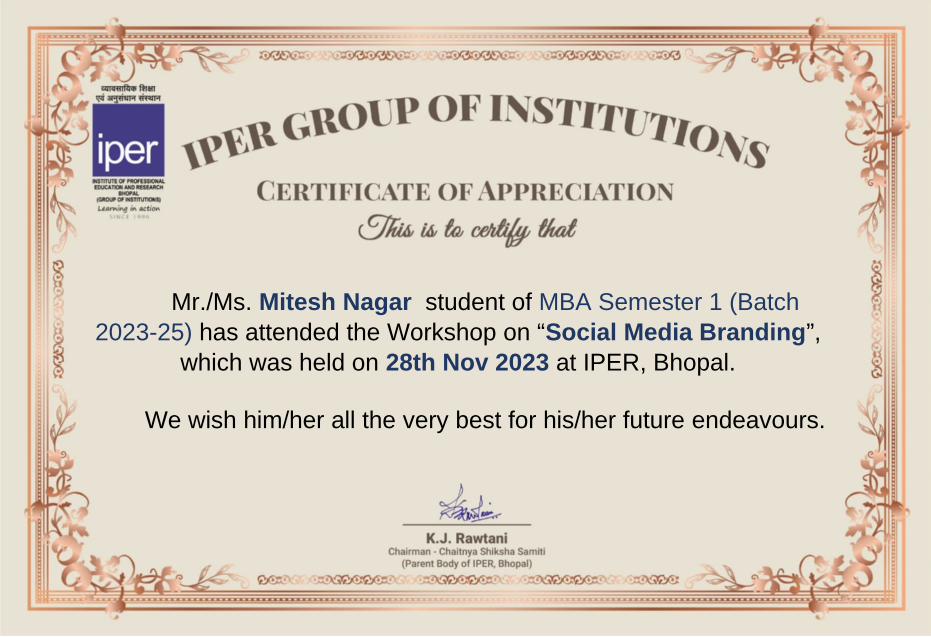 व्यावसायिक शिक्षा
एवं अनुसंधान संस्थान
iper
INSTITUTE OF PROFESSIONAL
EDUCATION AND RESEARCH
BHOPAL
(GROUP OF INSTITUTIONS)
Learning in action
SINCE 1996
IPER GROUP OF INSTITUTIONS
CERTIFICATE OF APPRECIATION
This is to certify that
Mr./Ms. Mitesh Nagar student of MBA Semester 1 (Batch
2023-25) has attended the Workshop on “Social Media Branding”,
which was held on 28th Nov 2023 at IPER, Bhopal.
We wish him/her all the very best for his/her future endeavours.
K.J. Rawtani
Chairman - Chaitnya Shiksha Samiti
(Parent Body of IPER, Bhopal)